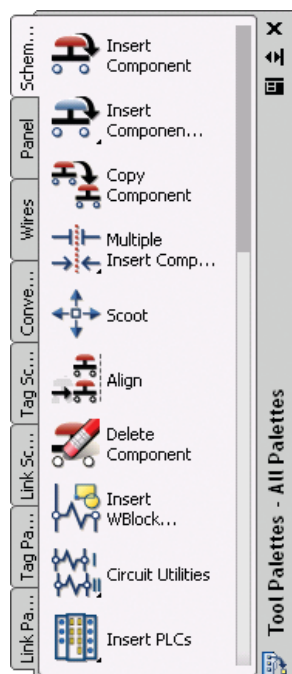 Schem...
Panel
Wires
Conve...
Tag Sc...
Link Sc...
Tag Pa...
Link Pa...
Insert
Component
Insert
Componen...
Copy
Component
Multiple
Insert Comp...
Scoot
Align
Delete
Component
Insert
WBlock...
Circuit Utilities
Insert PLCs
Tool Palettes - All Palettes